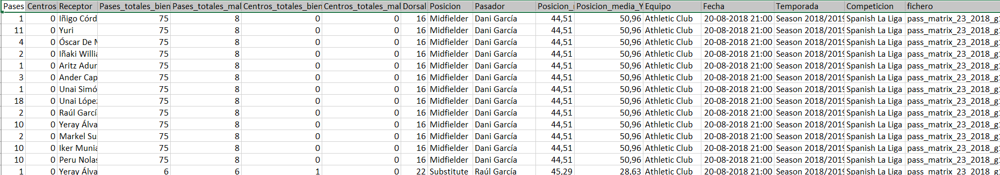 Pases Centros Receptor Pases_totales_bien Pases_totales_mal Centros_totales_bien Centros_totales_mal Dorsal Posicion Pasador Posicion_ Posicion_media_Y Equipo Fecha Temporada Competicion fichero
1 0 Iñigo Córd 75 8 0 0 16 Midfielder Dani García 44,51 50,96 Athletic Club 20-08-2018 21:00 Season 2018/2019 Spanish La Liga pass_matrix_23_2018_g
11 0 Yuri 75 8 0 0 16 Midfielder Dani García 44,51 50,96 Athletic Club 20-08-2018 21:00 Season 2018/2019 Spanish La Liga pass_matrix_23_2018_g
4 0 Óscar De M 75 8 0 0 16 Midfielder Dani García 44,51 50,96 Athletic Club 20-08-2018 21:00 Season 2018/2019 Spanish La Liga pass_matrix_23_2018_g
2 0 Iñaki Willia 75 8 0 0 16 Midfielder Dani García 44,51 50,96 Athletic Club 20-08-2018 21:00 Season 2018/2019 Spanish La Liga pass_matrix_23_2018_g
1 0 Aritz Adur 75 8 0 0 16 Midfielder Dani García 44,51 50,96 Athletic Club 20-08-2018 21:00 Season 2018/2019 Spanish La Liga pass_matrix_23_2018_g
3 0 Ander Cap 75 8 0 0 16 Midfielder Dani García 44,51 50,96 Athletic Club 20-08-2018 21:00 Season 2018/2019 Spanish La Liga pass_matrix_23_2018_g
1 0 Unai Simó 75 8 0 0 16 Midfielder Dani García 44,51 50,96 Athletic Club 20-08-2018 21:00 Season 2018/2019 Spanish La Liga pass_matrix_23_2018_g
18 0 Unai López 75 8 0 0 16 Midfielder Dani García 44,51 50,96 Athletic Club 20-08-2018 21:00 Season 2018/2019 Spanish La Liga pass_matrix_23_2018_g
2 0 Raúl Garcí 75 8 0 0 16 Midfielder Dani García 44,51 50,96 Athletic Club 20-08-2018 21:00 Season 2018/2019 Spanish La Liga pass_matrix_23_2018_g
10 0 Yeray Álva 75 8 0 0 16 Midfielder Dani García 44,51 50,96 Athletic Club 20-08-2018 21:00 Season 2018/2019 Spanish La Liga pass_matrix_23_2018_g
2 0 Markel Su 75 8 0 0 16 Midfielder Dani García 44,51 50,96 Athletic Club 20-08-2018 21:00 Season 2018/2019 Spanish La Liga pass_matrix_23_2018_g
10 0 Iker Munia 75 8 0 0 16 Midfielder Dani García 44,51 50,96 Athletic Club 20-08-2018 21:00 Season 2018/2019 Spanish La Liga pass_matrix_23_2018_g
10 0 Peru Nolas 75 8 0 0 16 Midfielder Dani García 44,51 50,96 Athletic Club 20-08-2018 21:00 Season 2018/2019 Spanish La Liga pass_matrix_23_2018_g
1 0 Yeray Álva 6 6 1 0 22 Substitute Raúl García 45,29 28,63 Athletic Club 20-08-2018 21:00 Season 2018/2019 Spanish La Liga pass_matrix_23_2018_g